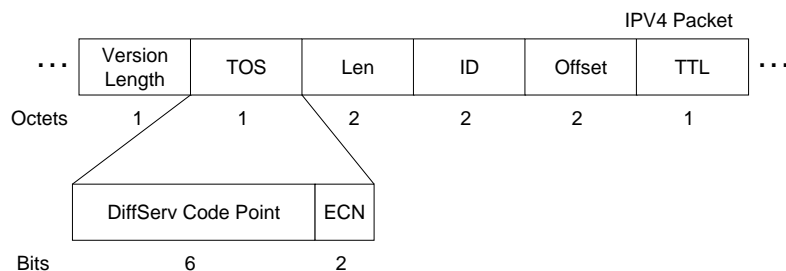 IPV4 Packet
... Version Length TOS Len ID Offset TTL ...
Octets 1 1 2 2 2 1
DiffServ Code Point ECN
Bits 6 2